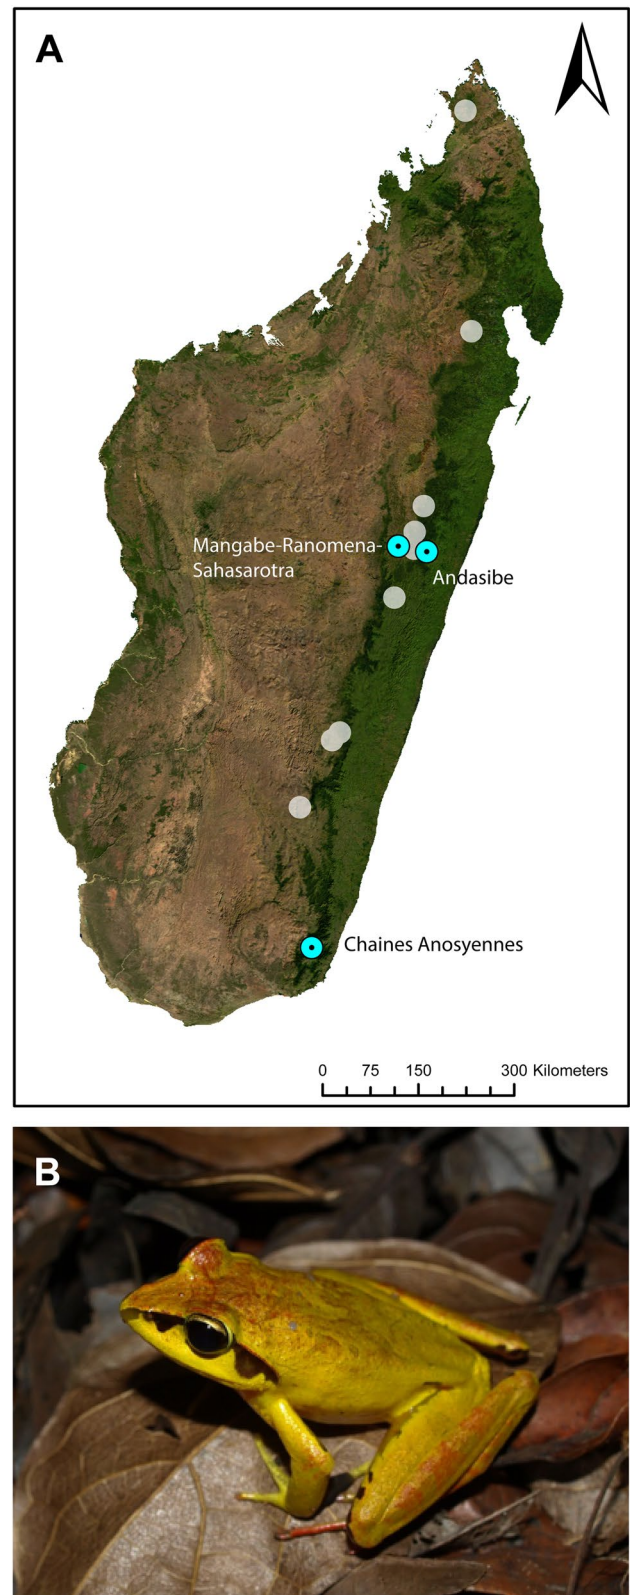 A
Mangabe-Ranomena-
Sahasarotra
Andasibe
Chaines Anosyennes
0 75 150 300 Kilometers
B